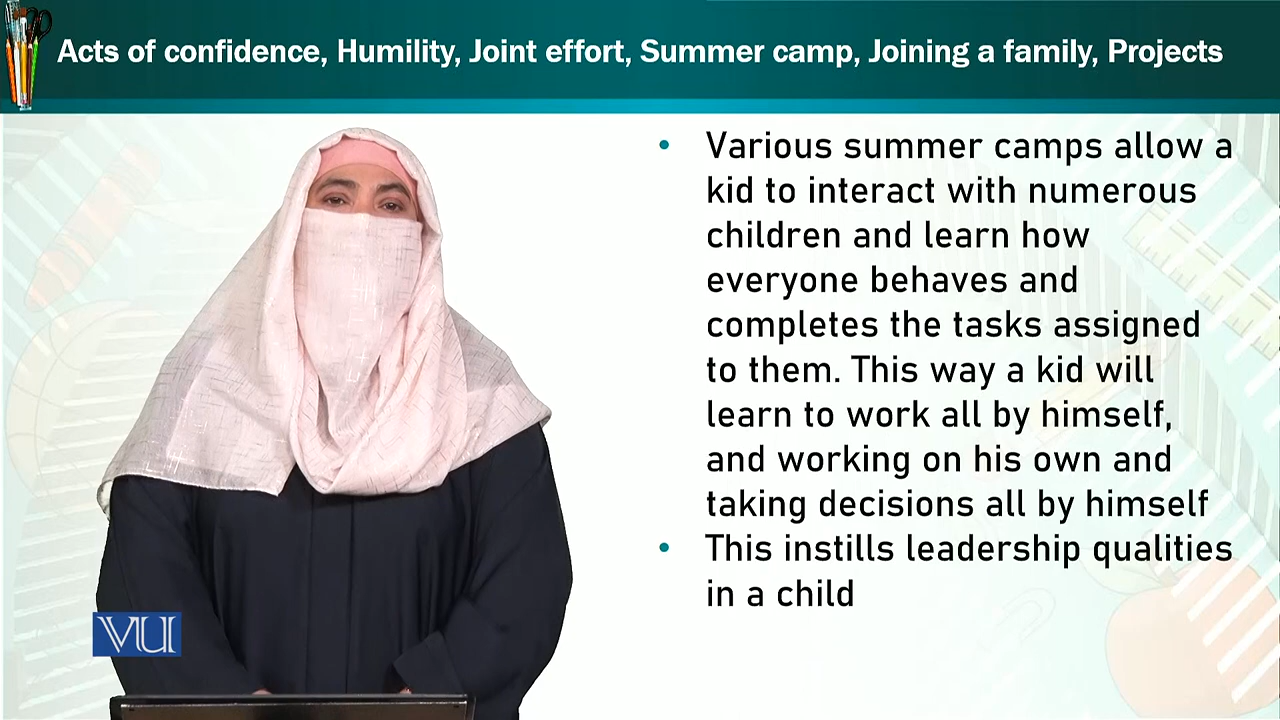 Acts of confidence, Humility, Joint effort, Summer camp, Joining a family, Projects
• Various summer camps allow a
kid to interact with numerous
children and learn how
everyone behaves and
completes the tasks assigned
to them. This way a kid will
learn to work all by himself,
and working on his own and
taking decisions all by himself
• This instills leadership qualities
in a child
VU